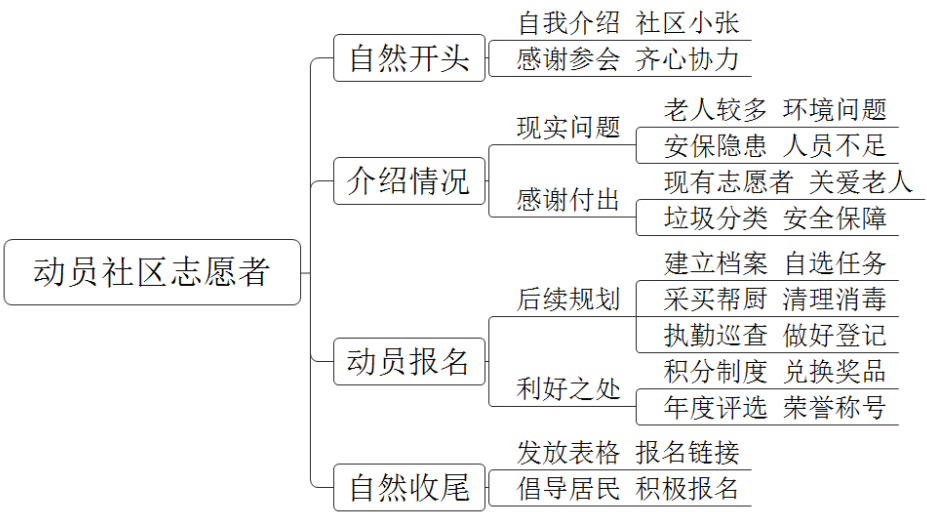 动员社区志愿者
自然开头
自我介绍 社区小张
感谢参会 齐心协力
介绍情况
现实问题
老人较多 环境问题
安保隐患 人员不足
感谢付出
现有志愿者 关爱老人
垃圾分类 安全保障
动员报名
后续规划
建立档案 自选任务
采买帮厨 清理消毒
执勤巡查 做好登记
利好之处
积分制度 兑换奖品
年度评选 荣誉称号
自然收尾
发放表格 报名链接
倡导居民 积极报名